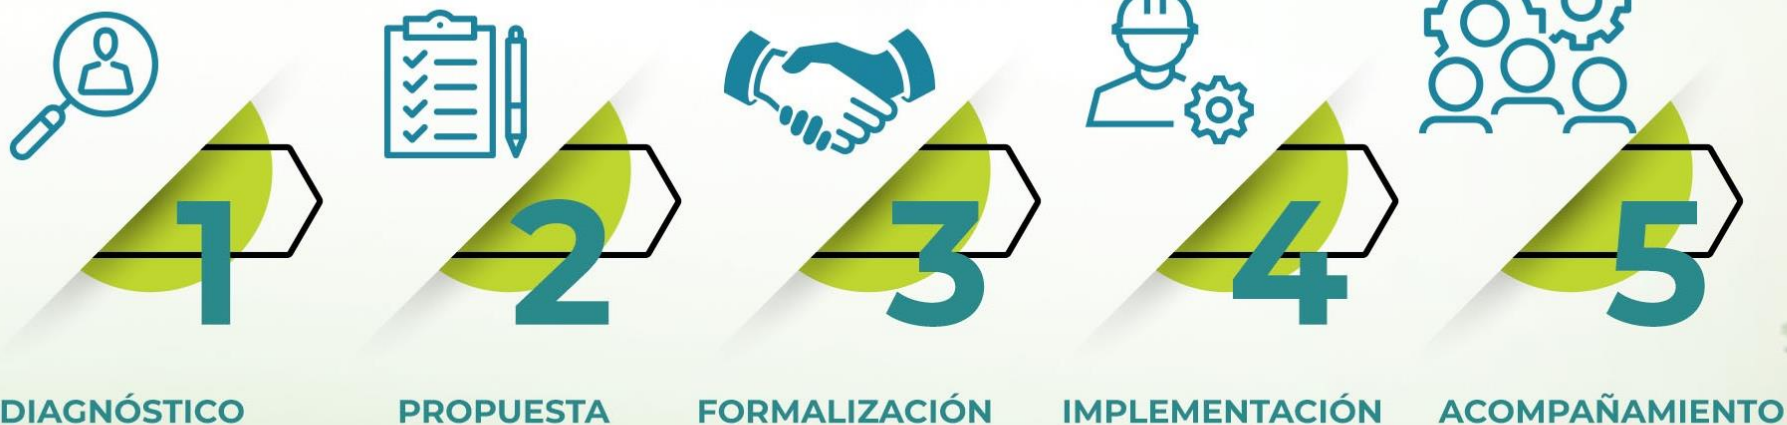 1 2 3 4 5
DIAGNÓSTICO PROPUESTA FORMALIZACIÓN IMPLEMENTACIÓN ACOMPAÑAMIENTO